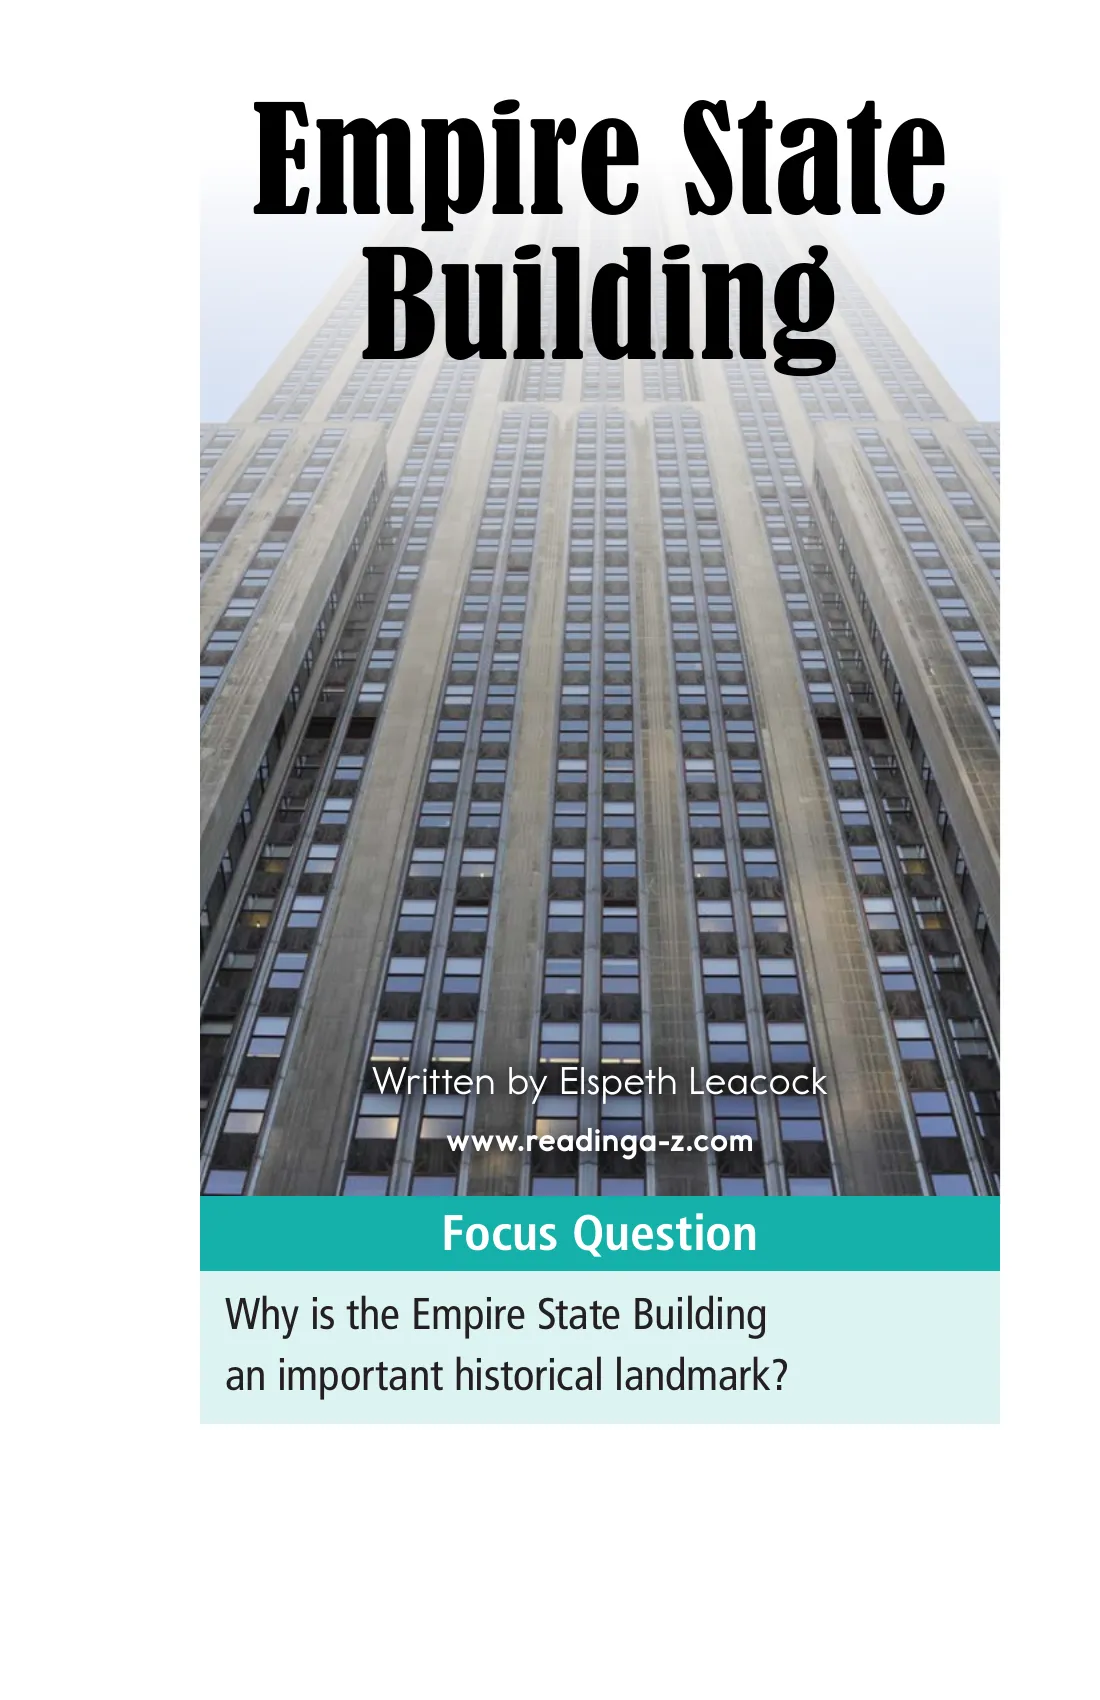 Empire State
Building
Written by Elspeth Leacock
www.readinga-z.com
Focus Question
Why is the Empire State Building
an important historical landmark?